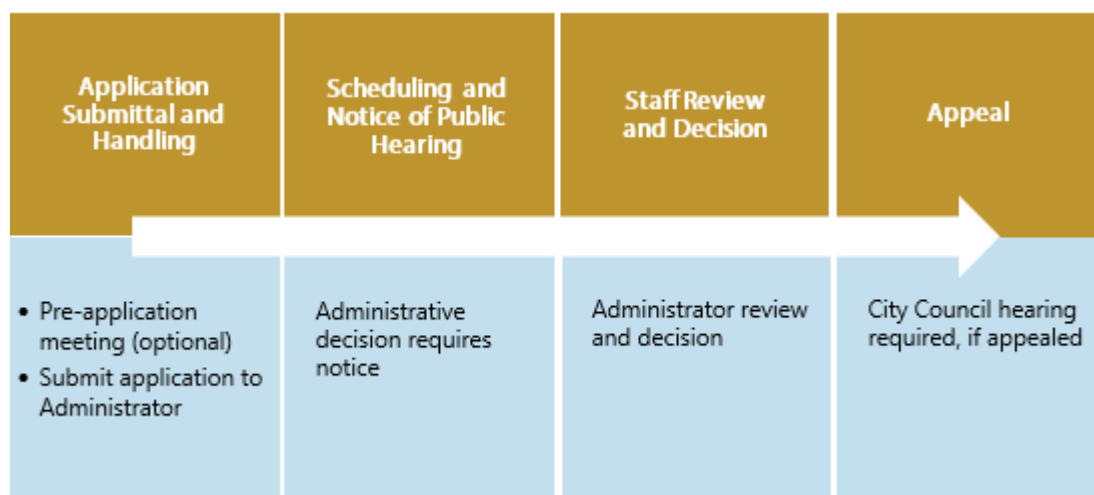 Application
Submittal and
Handling
Scheduling and
Notice of Public
Hearing
Staff Review
and Decision
Appeal
• Pre-application
meeting (optional)
• Submit application to
Administrator
Administrative
decision requires
notice
Administrator review
and decision
City Council hearing
required, if appealed